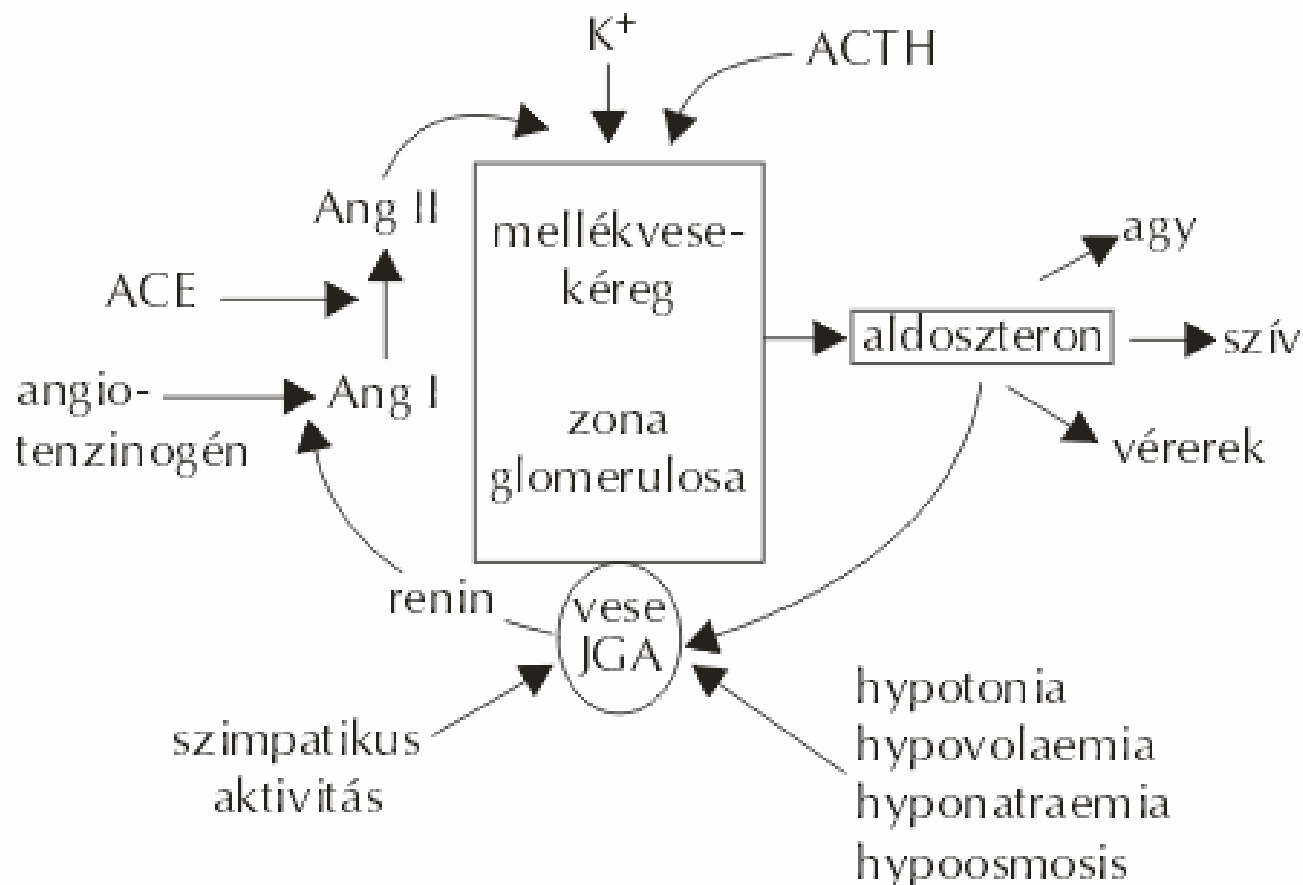 K⁺
ACTH
Ang II
mellékvese-
kéreg
zona
glomerulosa
ACE
angio-
tenzinogén
Ang I
agy
aldoszteron
szív
vérerek
renin
vese
JGA
szimpatikus
aktivitás
hypotonia
hypovolaemia
hyponatraemia
hypoosmosis